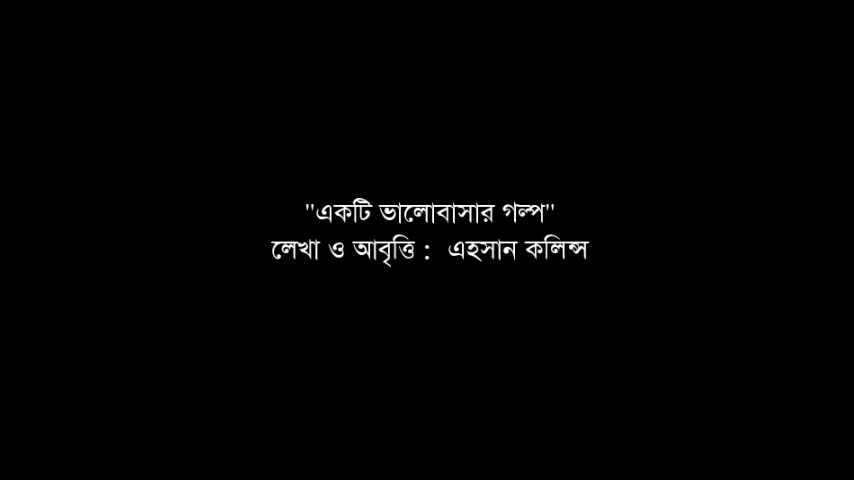 "একটি ভালোবাসার গল্প"
লেখা ও আবৃত্তি : এহসান কলিন্স